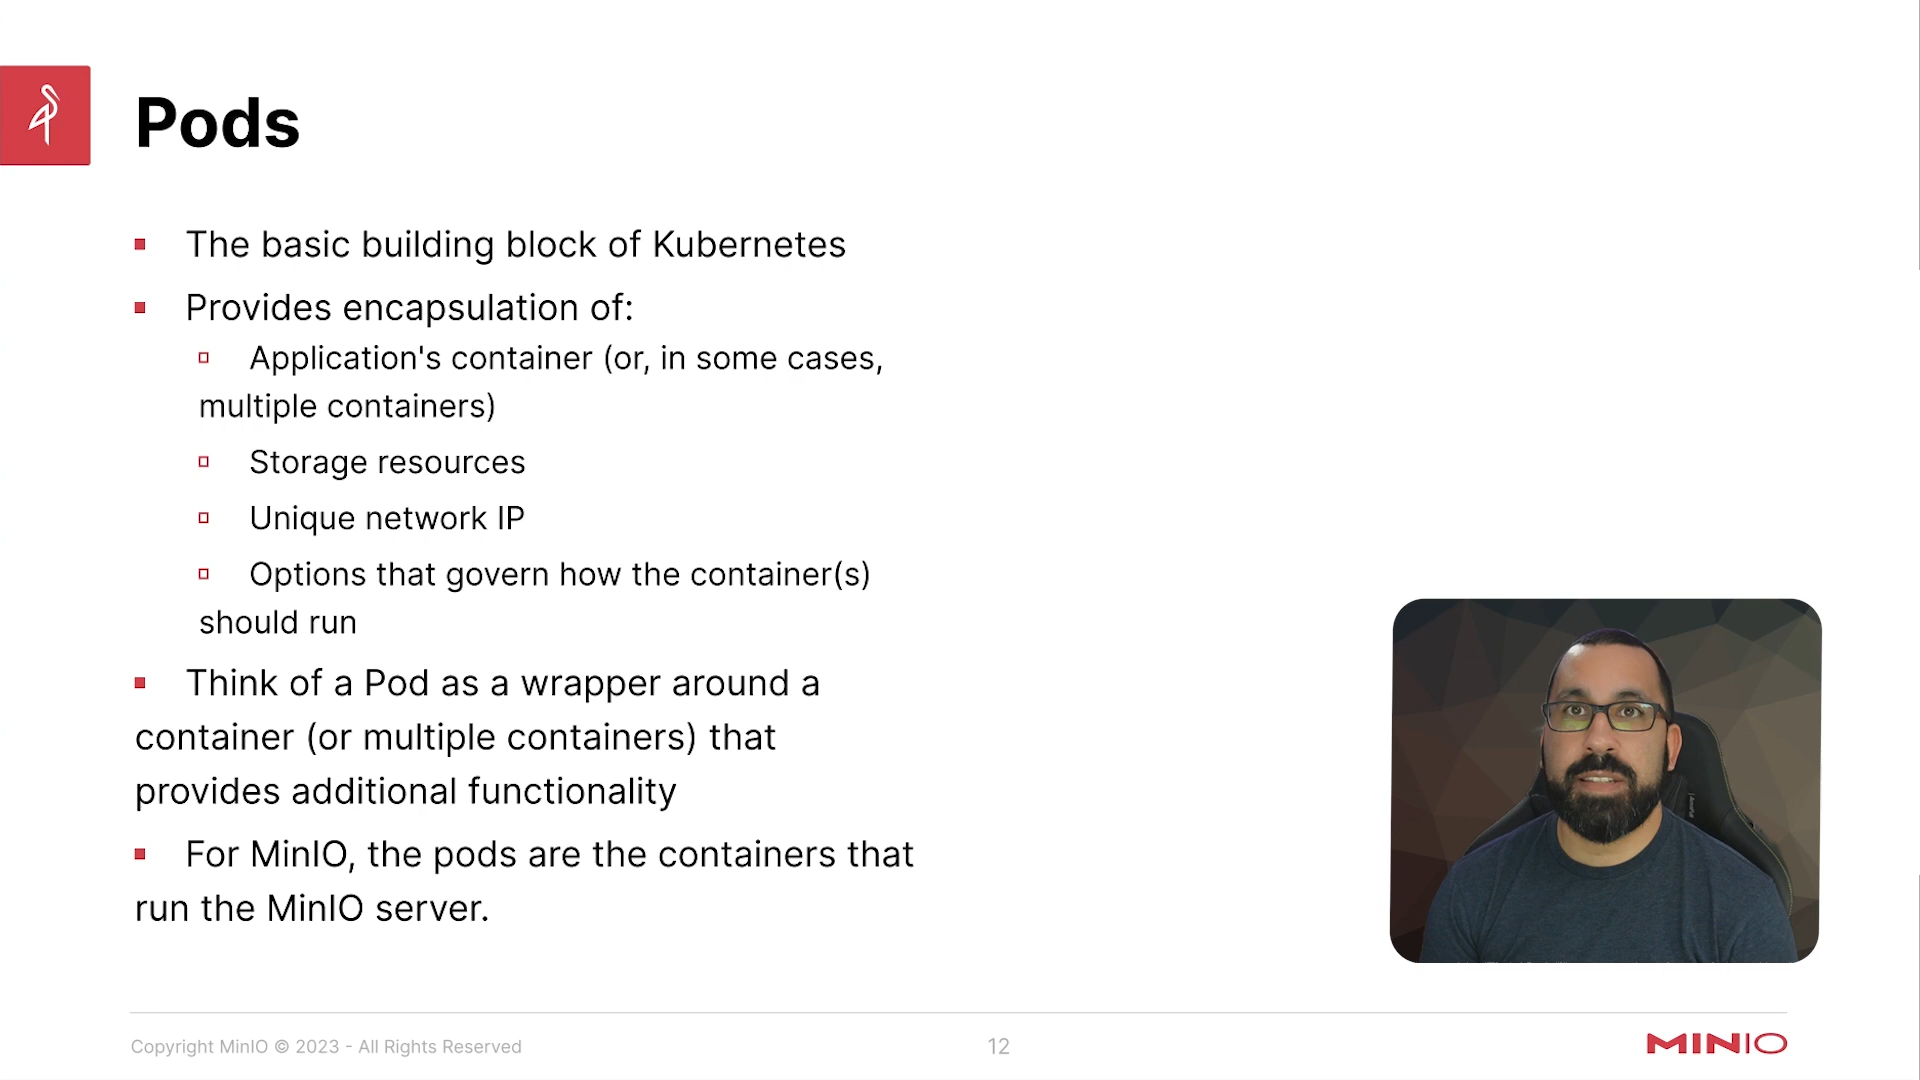 Pods
The basic building block of Kubernetes
Provides encapsulation of:
Application's container (or, in some cases,
multiple containers)
Storage resources
Unique network IP
Options that govern how the container(s)
should run
Think of a Pod as a wrapper around a
container (or multiple containers) that
provides additional functionality
For MinIO, the pods are the containers that
run the MinIO server.
Copyright MinIO © 2023 - All Rights Reserved
12
MINIO